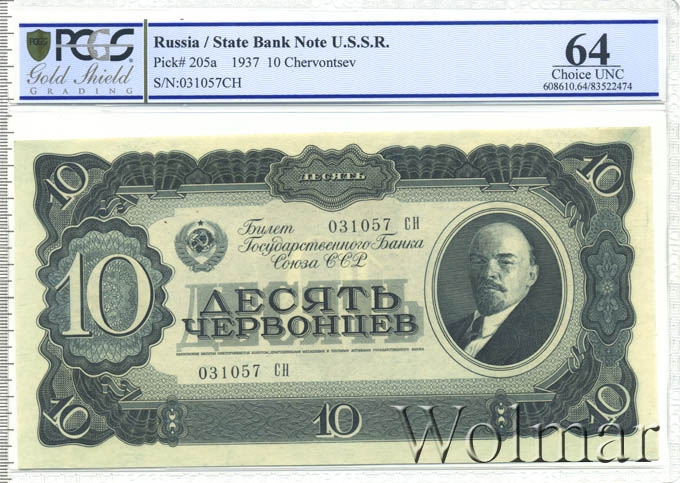 PCGS
Gold Shield
GRADING
Russia / State Bank Note U.S.S.R.
Pick# 205a 1937 10 Chervontsev
S/N:031057CH
64
Choice UNC
608610.64/83522474
10
ДЕСЯТЬ
10
Билет 031057 СН
Государственного Банка
Союза ССР
10
ДЕСЯТЬ
ЧЕРВОНЦЕВ
031057 СН
10
10
10
Wolmar